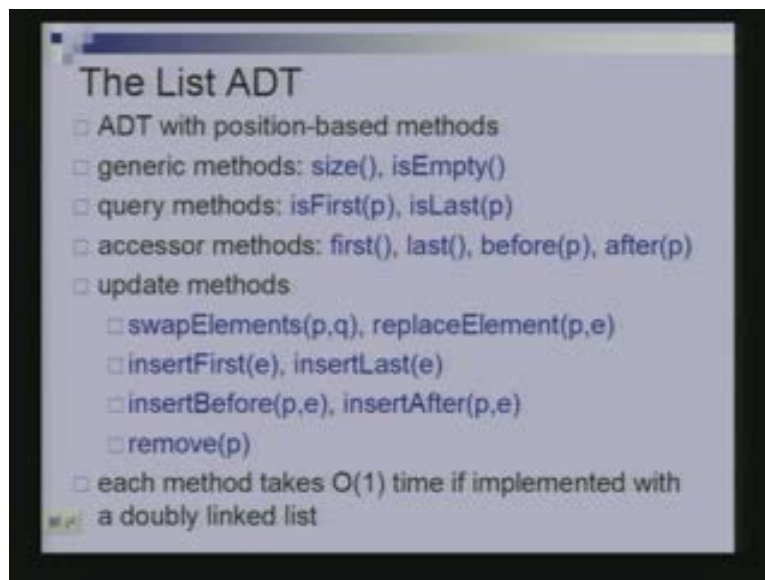 The List ADT
ADT with position-based methods
generic methods: size(), isEmpty()
query methods: isFirst(p), isLast(p)
accessor methods: first(), last(), before(p), after(p)
update methods
swapElements(p,q), replaceElement(p,e)
insertFirst(e), insertLast(e)
insertBefore(p,e), insertAfter(p,e)
remove(p)
each method takes O(1) time if implemented with
a doubly linked list